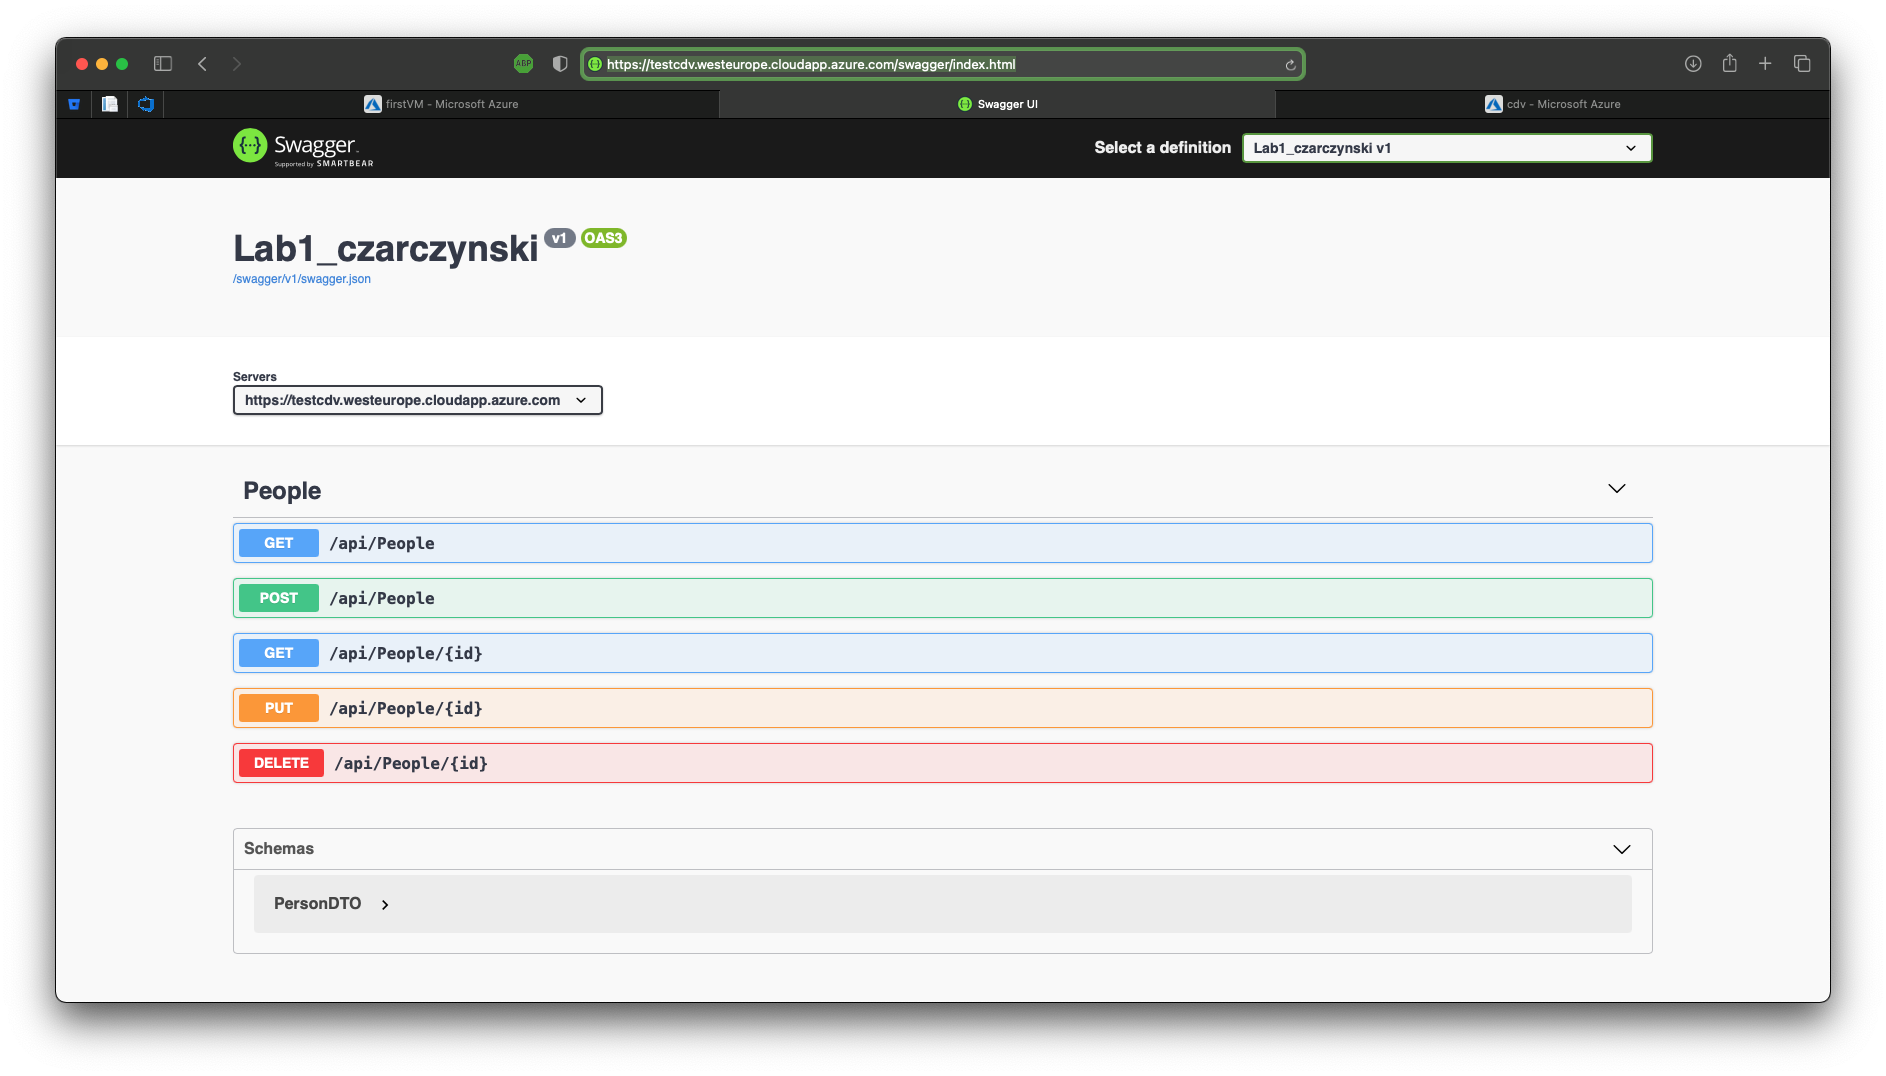 ABP
https://testcdv.westeurope.cloudapp.azure.com/swagger/index.html
firstVM - Microsoft Azure
Swagger UI
cdv - Microsoft Azure
Swagger.
Supported by SMARTBEAR
Select a definition
Lab1_czarczynski v1
Lab1_czarczynski v1 OAS3
/swagger/v1/swagger.json
Servers
https://testcdv.westeurope.cloudapp.azure.com
People
GET /api/People
POST /api/People
GET /api/People/{id}
PUT /api/People/{id}
DELETE /api/People/{id}
Schemas
PersonDTO